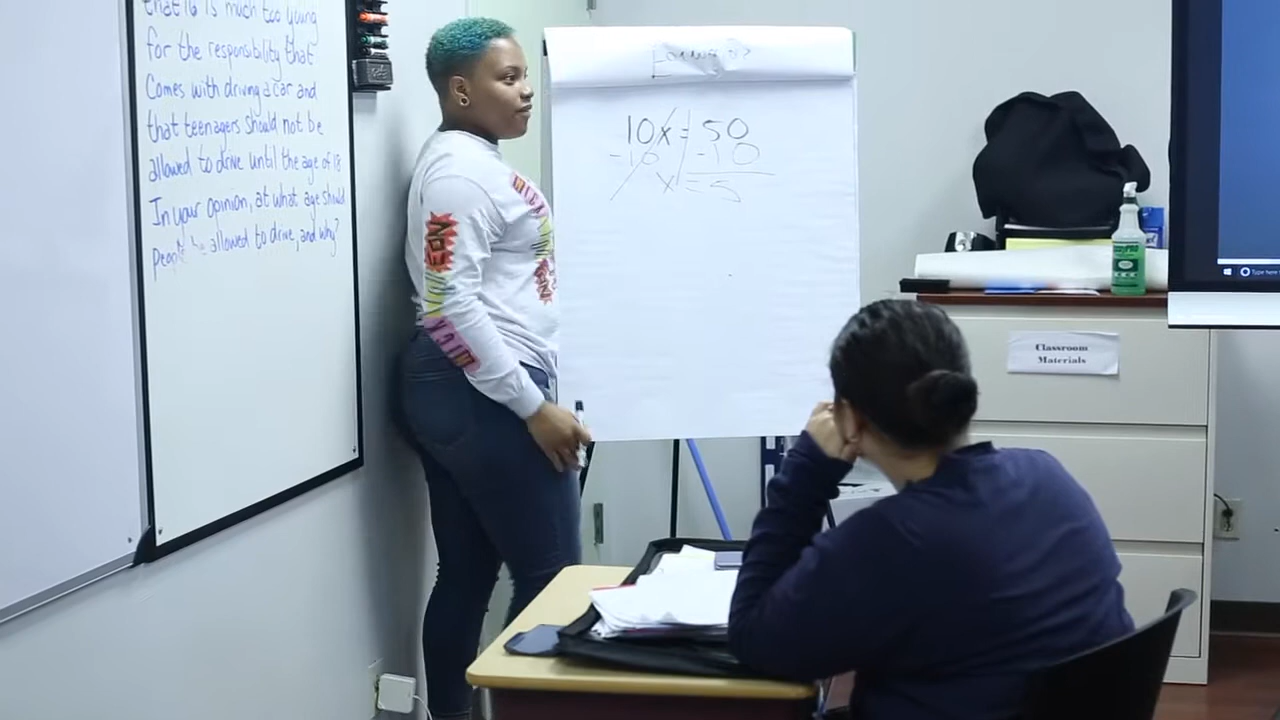 that 16 is much too young
for the responsibility that
Comes with driving a car and
that teenagers should not be
allowed to drive until the age of 18
In your opinion, at what age should
people be allowed to drive, and why?
10x = 50
-10 -10
x = 5
Classroom
Materials
Type here